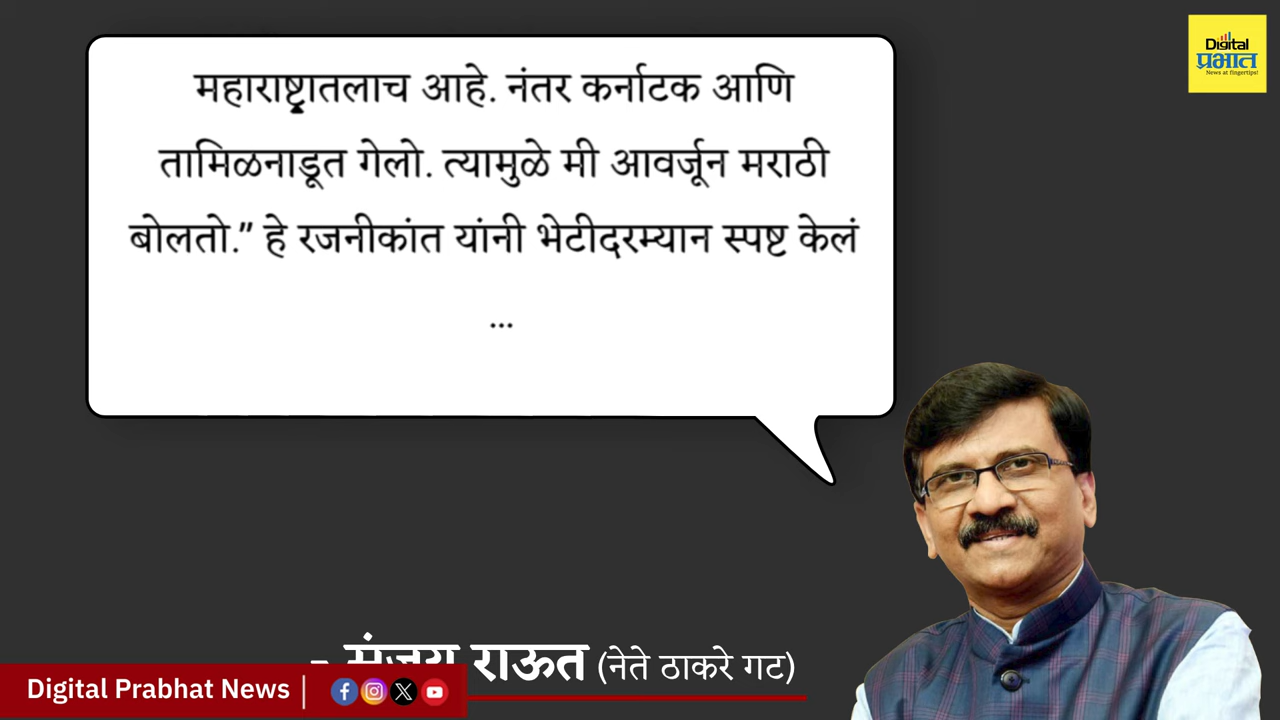 Digital
प्रभात
News at fingertips!
महाराष्ट्रातलाच आहे. नंतर कर्नाटक आणि
तामिळनाडूत गेलो. त्यामुळे मी आवर्जून मराठी
बोलतो.” हे रजनीकांत यांनी भेटीदरम्यान स्पष्ट केलं
...
- संजय राऊत (नेते ठाकरे गट)
Digital Prabhat News